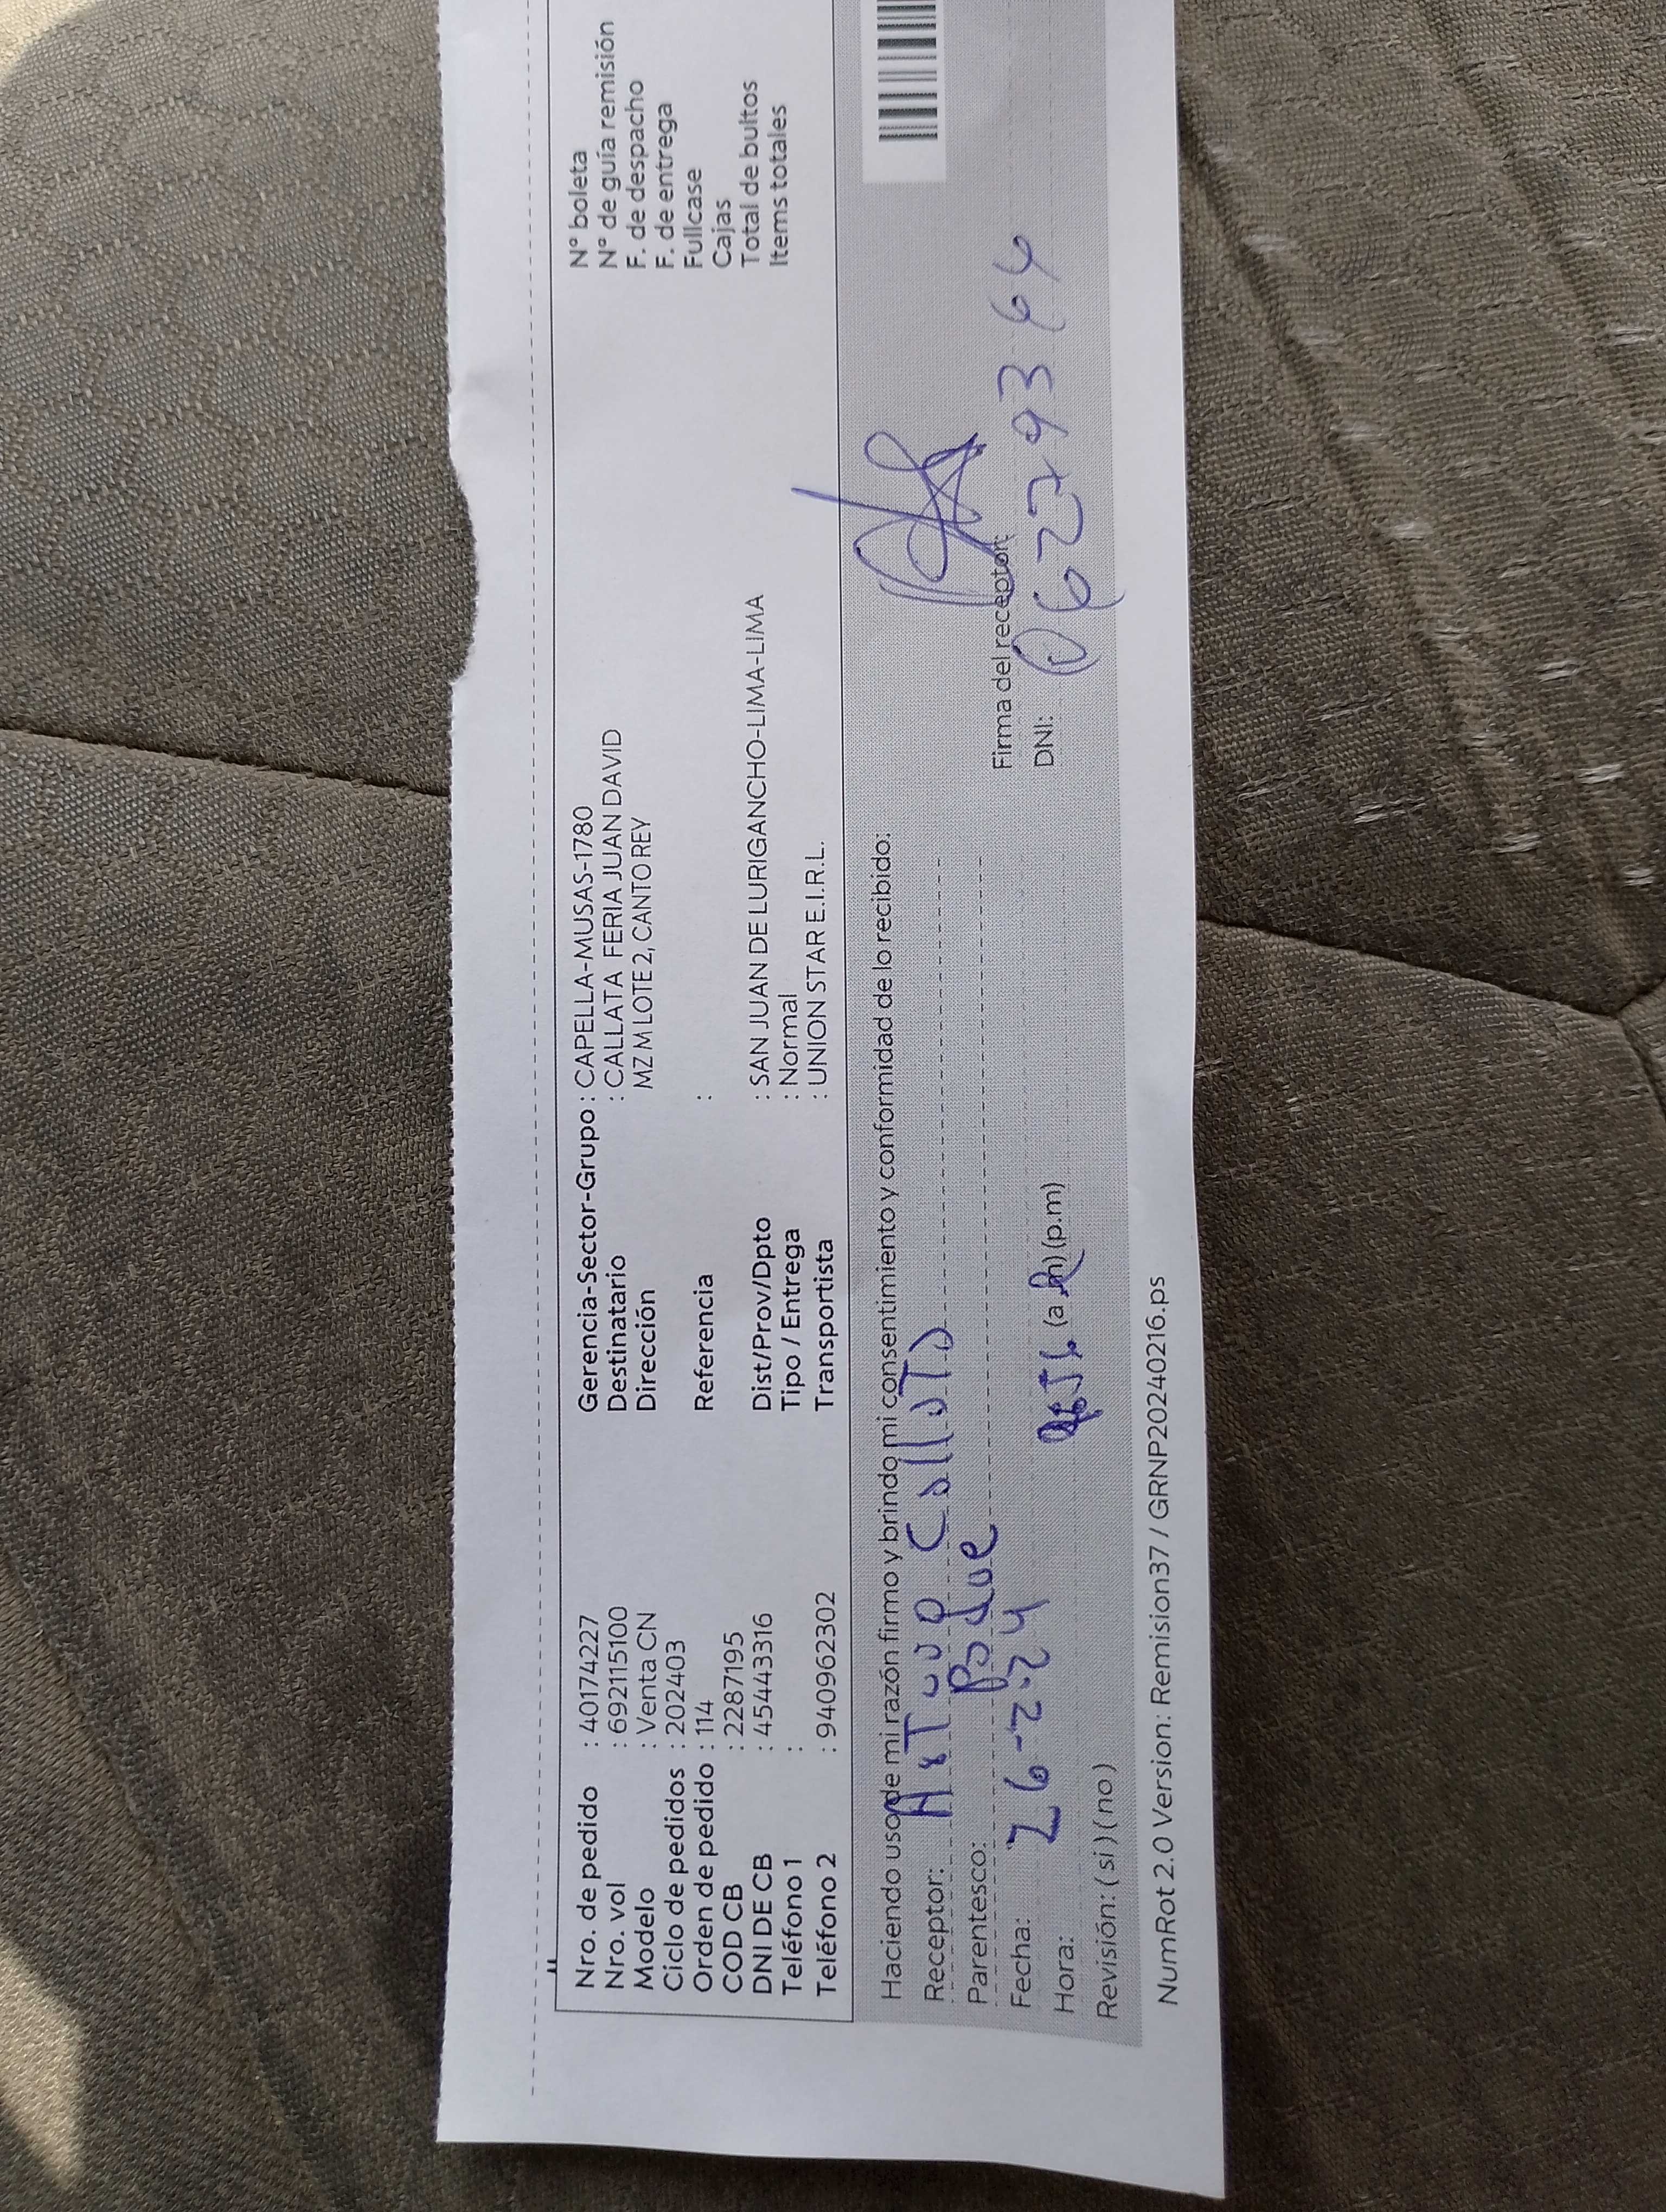 Nro. de pedido : 40174227
Nro. vol : 692115100
Modelo : Venta CN
Ciclo de pedidos : 202403
Orden de pedido : 114
COD CB : 2287195
DNI DE CB : 45443316
Teléfono 1 :
Teléfono 2 : 940962302
Gerencia-Sector-Grupo : CAPELLA-MUSAS-1780
Destinatario : CALLATA FERIA JUAN DAVID
Dirección MZ M LOTE 2, CANTO REY
Referencia :
Dist/Prov/Dpto : SAN JUAN DE LURIGANCHO-LIMA-LIMA
Tipo / Entrega : Normal
Transportista : UNION STAR E.I.R.L.
N° boleta
N° de guía remisión
F. de despacho
F. de entrega
Fullcase
Cajas
Total de bultos
Items totales
Haciendo uso de mi razón firmo y brindo mi consentimiento y conformidad de lo recibido:
Receptor: Arturo Callata
Parentesco: Padre
Fecha: 26-2-24
Hora: (a.m) (p.m)
Revisión: ( si ) ( no )
Firma del receptor:
DNI: 06279364
NumRot 2.0 Version: Remision37 / GRNP20240216.ps